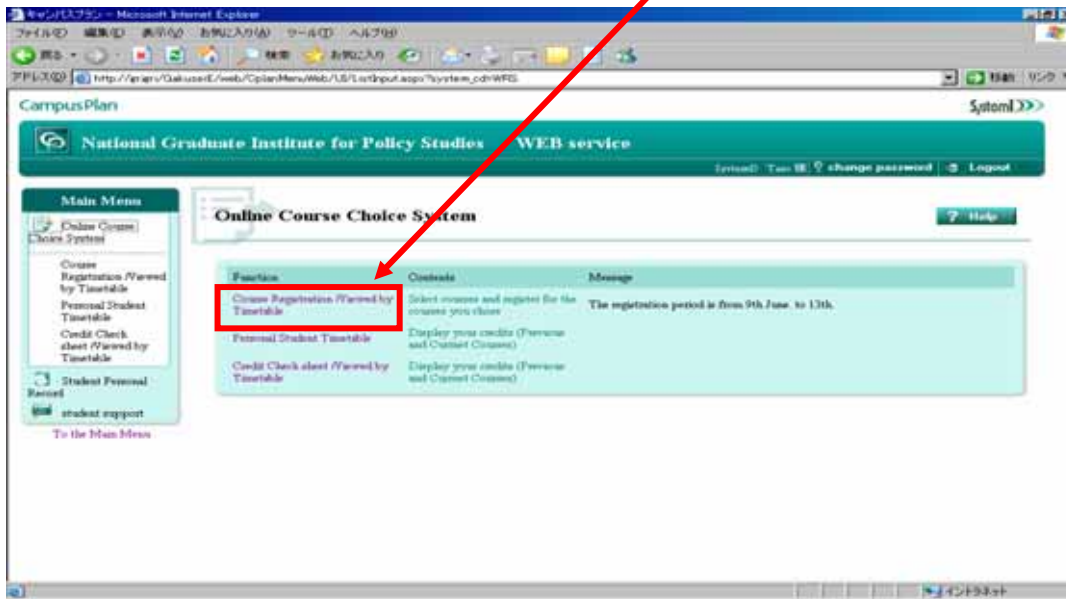 キャンパスプラン - Microsoft Internet Explorer
ファイル(F) 編集(E) 表示(V) お気に入り(A) ツール(T) ヘルプ(H)
戻る 検索 お気に入り
アドレス(D) 移動 リンク
CampusPlan SystemD
National Graduate Institute for Policy Studies WEB service
change password Logout
Main Menu
Online Course
Choice System
Course
Registration /Viewed
by Timetable
Personal Student
Timetable
Credit Check
sheet /Viewed by
Timetable
Student Personal
Record
student support
To the Main Menu
Online Course Choice System
? Help
Function Contents Message
Course Registration /Viewed by
Timetable
Select courses and register for the
courses you chose
The registration period is from 9th June. to 13th.
Personal Student Timetable
Display your credits (Previous
and Current Courses)
Credit Check sheet /Viewed by
Timetable
Display your credits (Previous
and Current Courses)
イントラネット